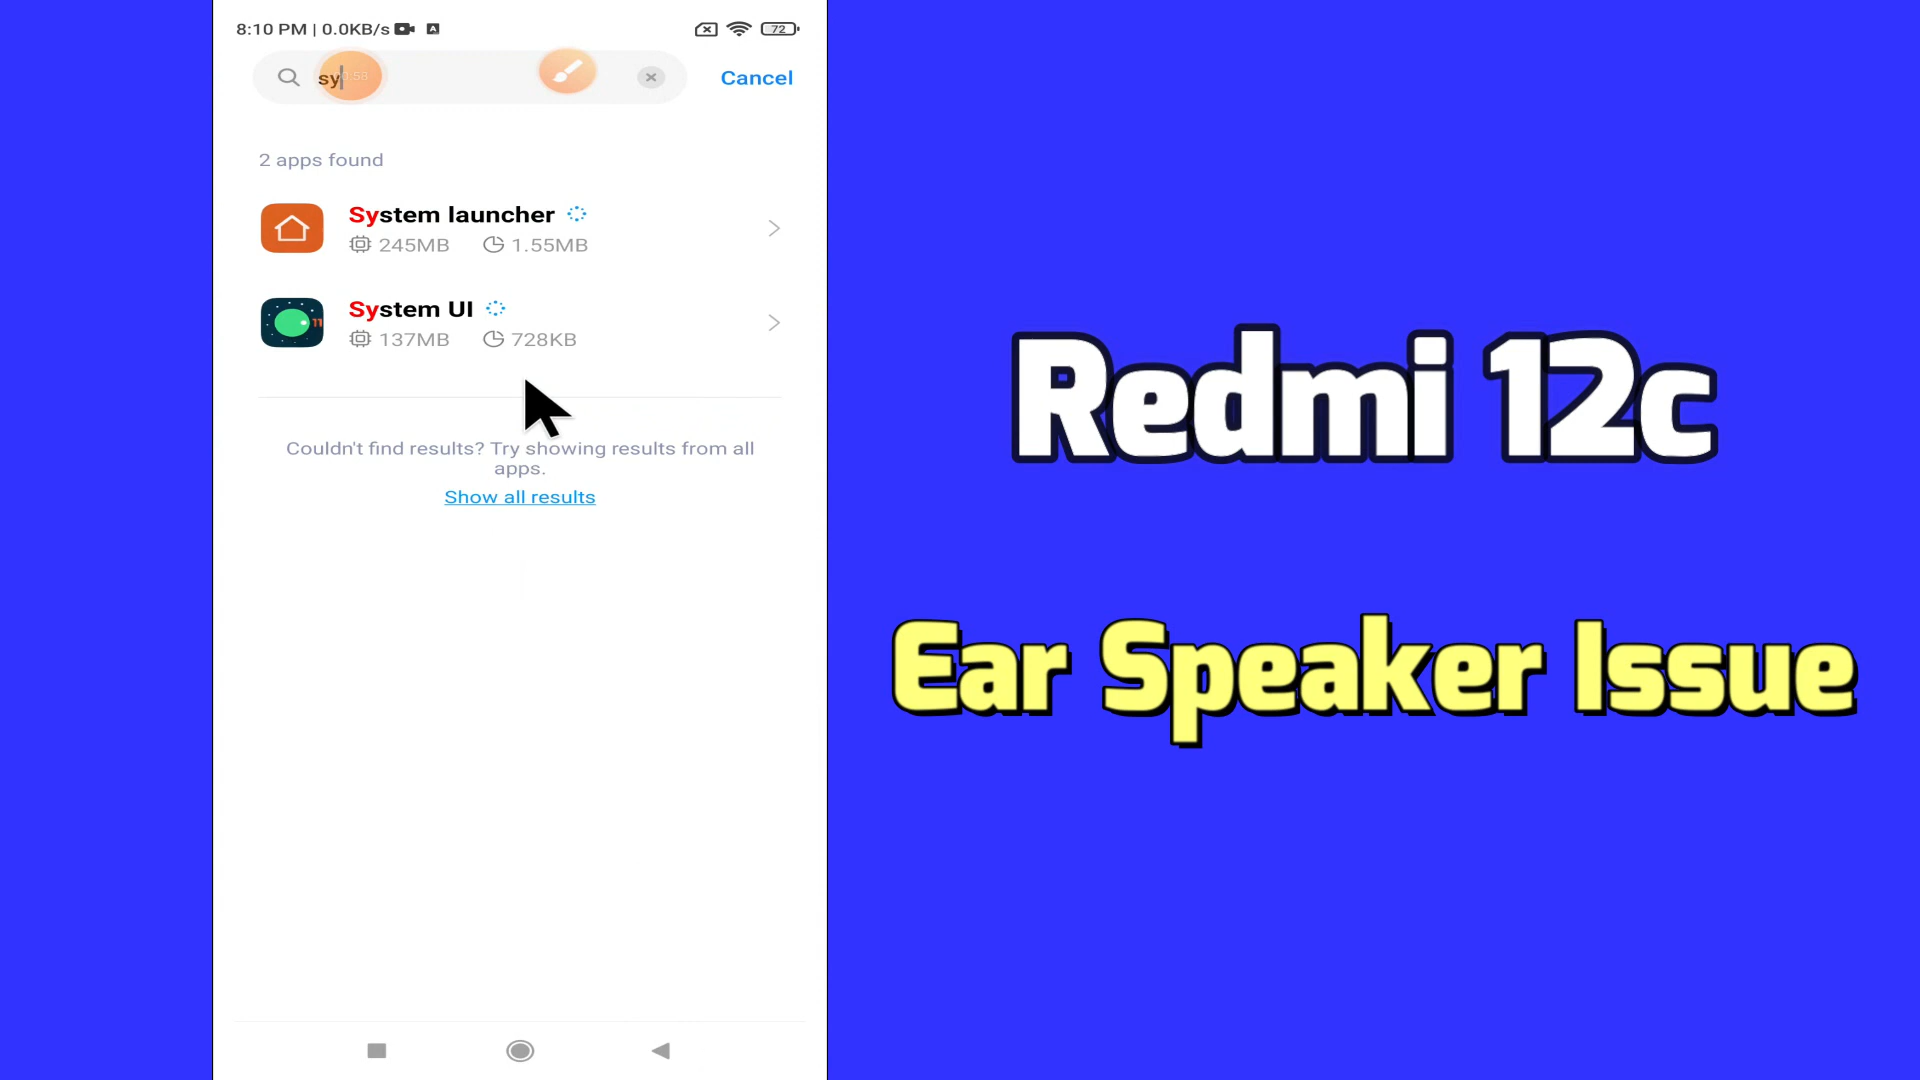 8:10 PM | 0.0KB/s
72
sy
Cancel
2 apps found
System launcher
245MB 1.55MB
System UI
137MB 728KB
Couldn't find results? Try showing results from all
apps.
Show all results
Redmi 12c
Ear Speaker Issue